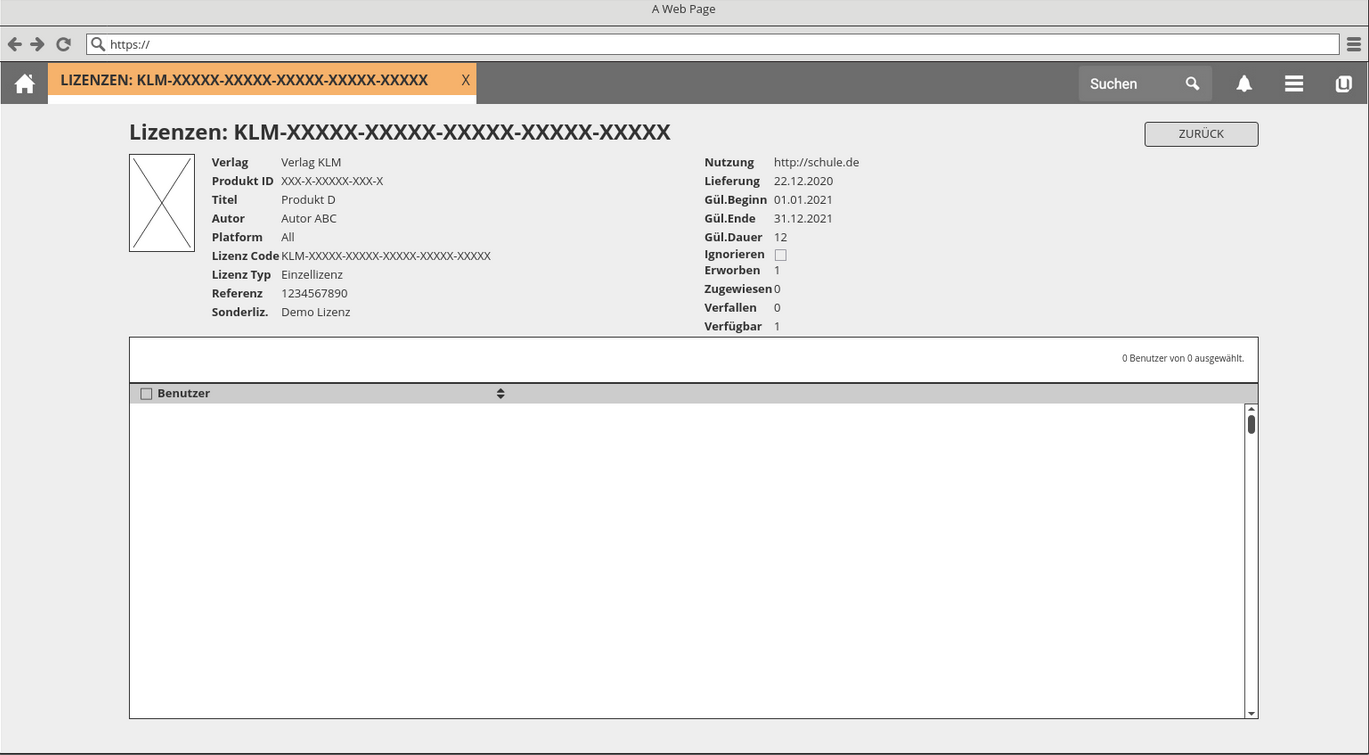 A Web Page
https://
LIZENZEN: KLM-XXXXX-XXXXX-XXXXX-XXXXX-XXXXX X
Suchen
Lizenzen: KLM-XXXXX-XXXXX-XXXXX-XXXXX-XXXXX
ZURÜCK
Verlag Verlag KLM
Produkt ID XXX-X-XXXXX-XXX-X
Titel Produkt D
Autor Autor ABC
Platform All
Lizenz Code KLM-XXXXX-XXXXX-XXXXX-XXXXX-XXXXX
Lizenz Typ Einzellizenz
Referenz 1234567890
Sonderliz. Demo Lizenz
Nutzung http://schule.de
Lieferung 22.12.2020
Gül.Beginn 01.01.2021
Gül.Ende 31.12.2021
Gül.Dauer 12
Ignorieren
Erworben 1
Zugewiesen 0
Verfallen 0
Verfügbar 1
0 Benutzer von 0 ausgewählt.
Benutzer